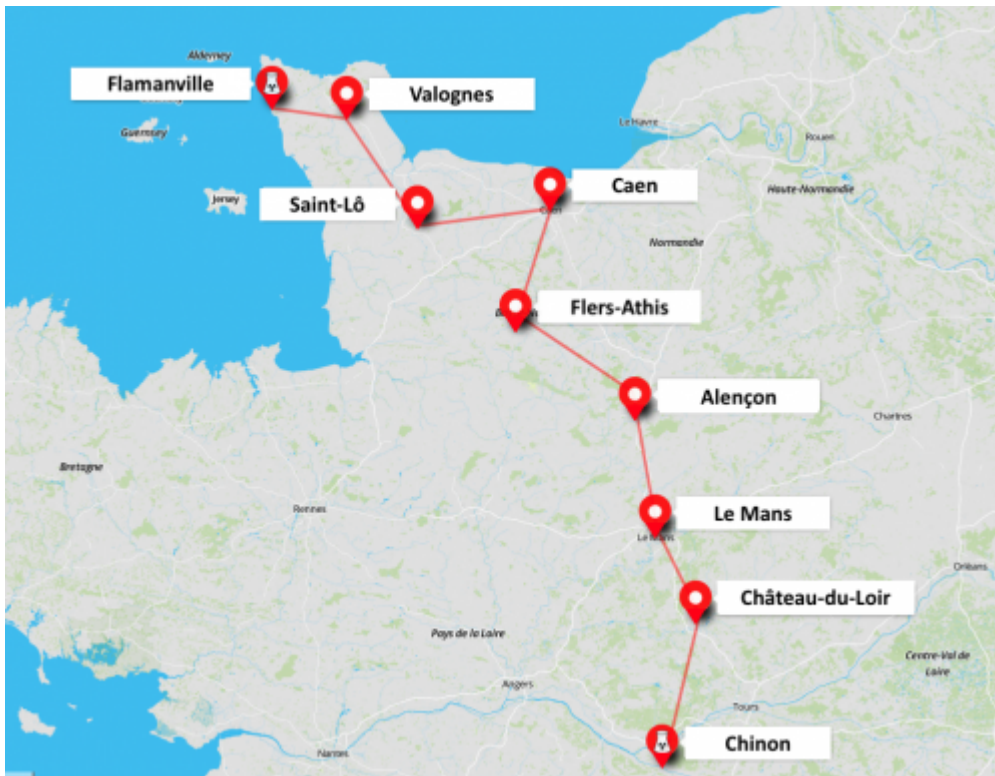 Alderney
Flamanville
Valognes
Guernsey
Le Havre
Rouen
Jersey
Saint-Lô
Caen
Haute-Normandie
Normandie
Flers-Athis
Alençon
Chartres
Bretagne
Rennes
Le Mans
Le Mans
Orléans
Château-du-Loir
Pays de la Loire
Centre-Val de
Loire
Angers
Tours
Chinon
Nantes